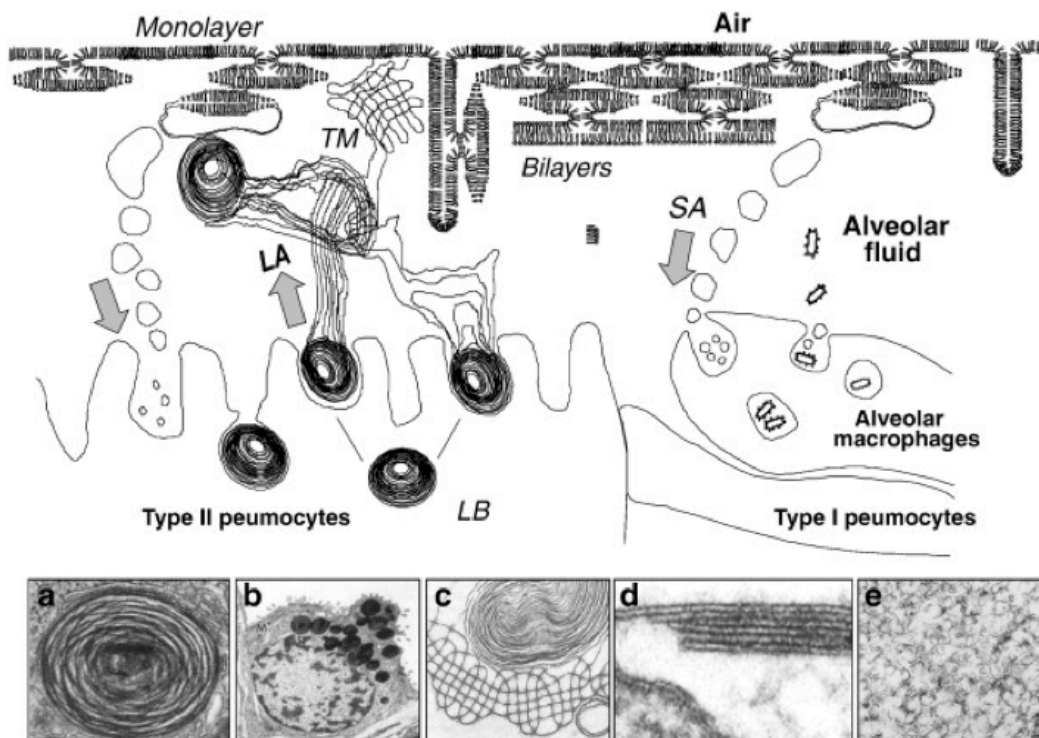 Monolayer
Air
TM
Bilayers
SA
Alveolar
fluid
LA
Alveolar
macrophages
LB
Type II peumocytes
Type I peumocytes
a
b
c
d
e